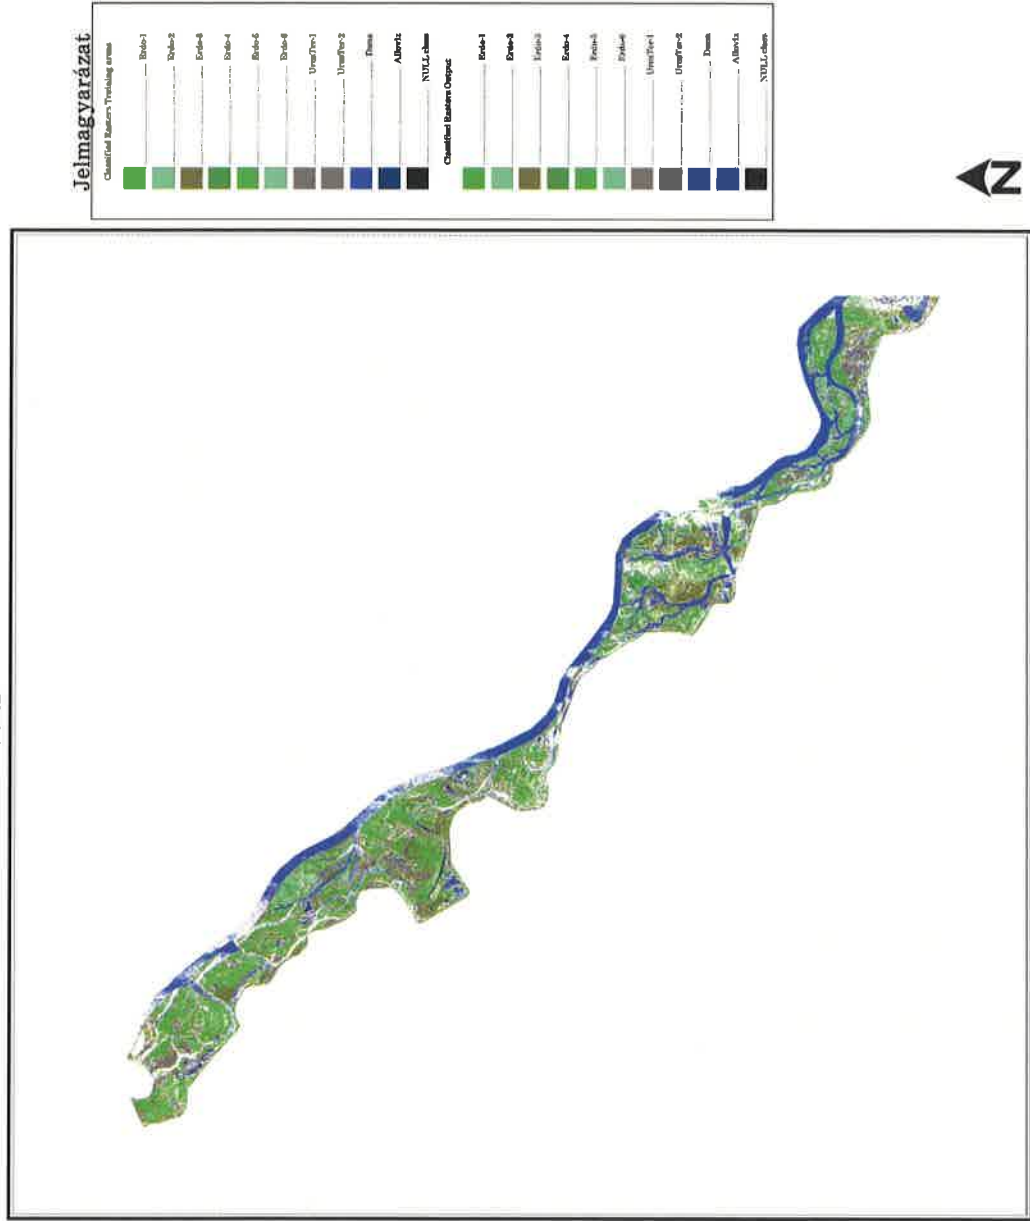 Jelmagyarázat
Classified Rasters Training areas
Erdo-1
Erdo-2
Erdo-3
Erdo-4
Erdo-5
Erdo-6
UresTer-1
UresTer-2
Duna
Alloviz
NULL class
Classified Rasters Output
Erdo-1
Erdo-2
Erdo-3
Erdo-4
Erdo-5
Erdo-6
UresTer-1
UresTer-2
Duna
Alloviz
NULL class
N